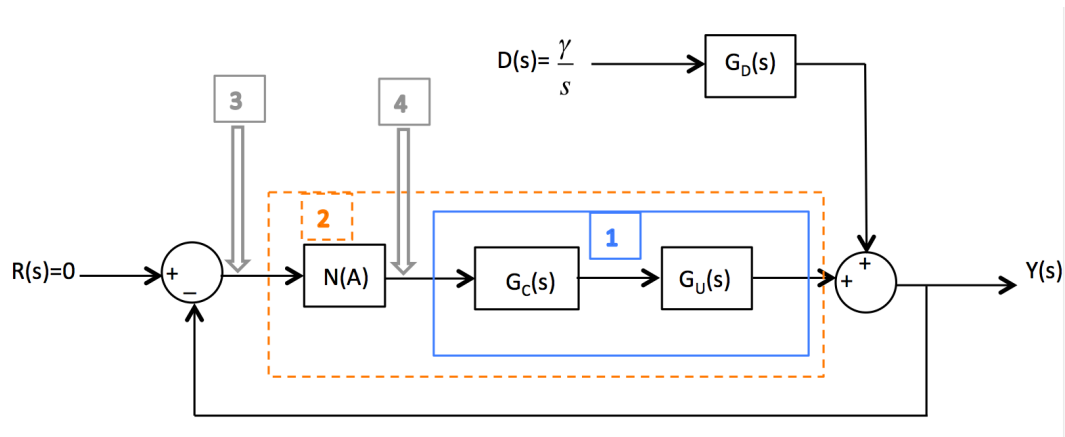 D(s)= γ/s
G_D(s)
3
4
2
1
R(s)=0
+
−
N(A)
G_C(s)
G_U(s)
+
+
Y(s)